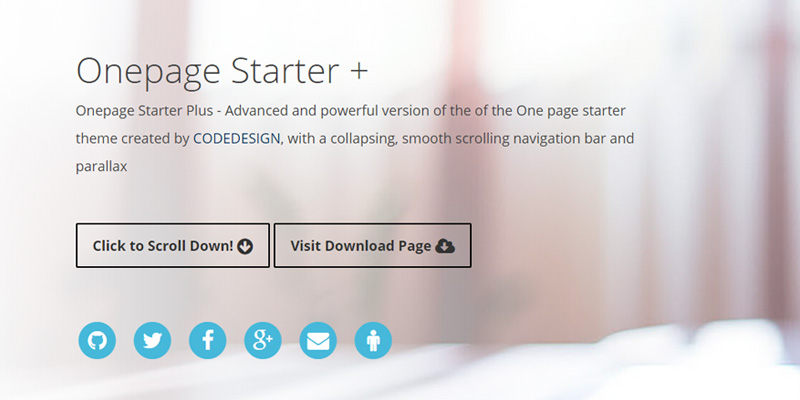 Onepage Starter +
Onepage Starter Plus - Advanced and powerful version of the of the One page starter
theme created by CODEDESIGN, with a collapsing, smooth scrolling navigation bar and
parallax
Click to Scroll Down! Visit Download Page
g+